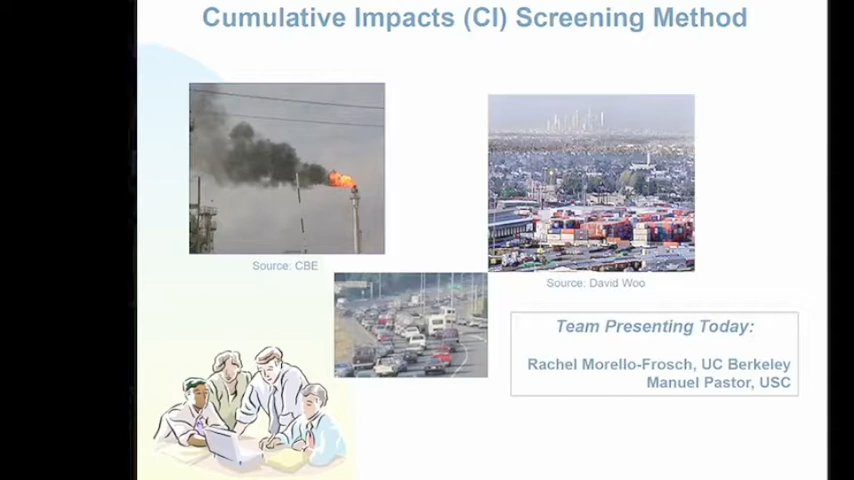 Cumulative Impacts (CI) Screening Method
Source: CBE
Source: David Woo
Team Presenting Today:
Rachel Morello-Frosch, UC Berkeley
Manuel Pastor, USC